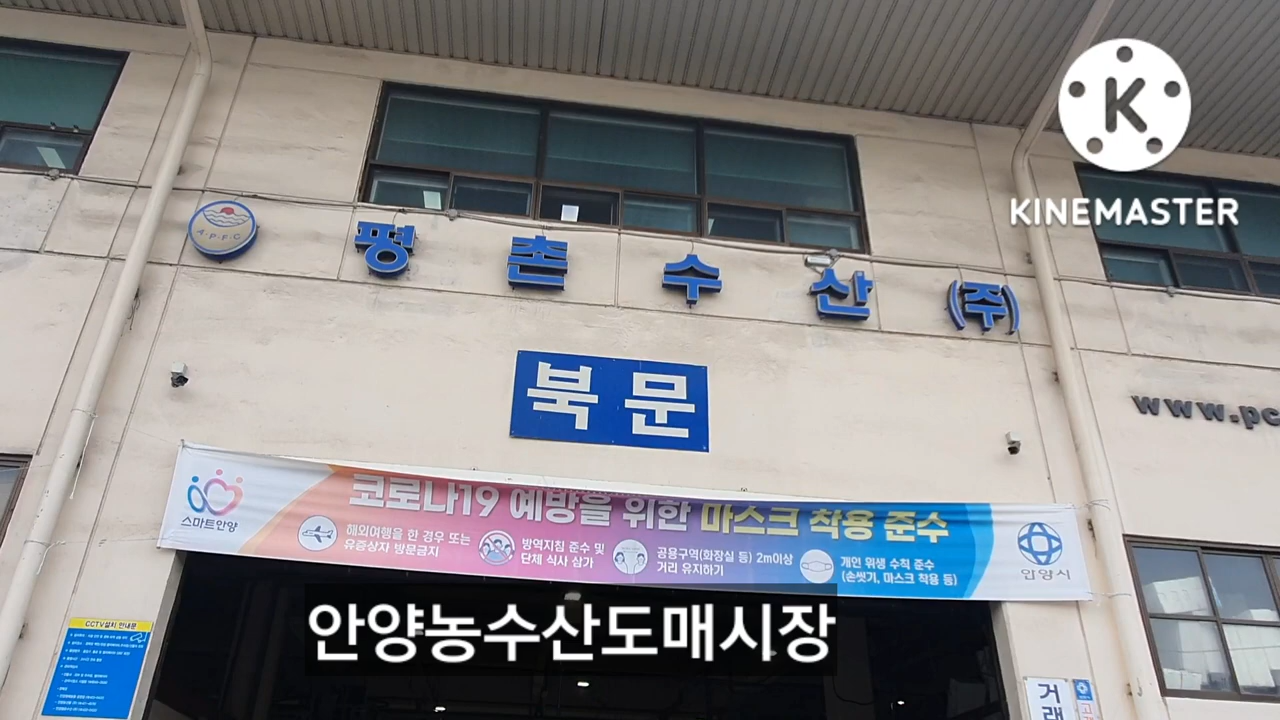 KINEMASTER
A.P.F.C
평촌수산(주)
북문
www.pc
코로나19 예방을 위한 마스크 착용 준수
스마트안양
해외여행을 한 경우 또는
유증상자 방문금지
방역지침 준수 및
단체 식사 삼가
공용구역(화장실 등) 2m이상
거리 유지하기
개인 위생 수칙 준수
(손씻기, 마스크 착용 등)
안양시
안양농수산도매시장
CCTV설치 안내문
거래